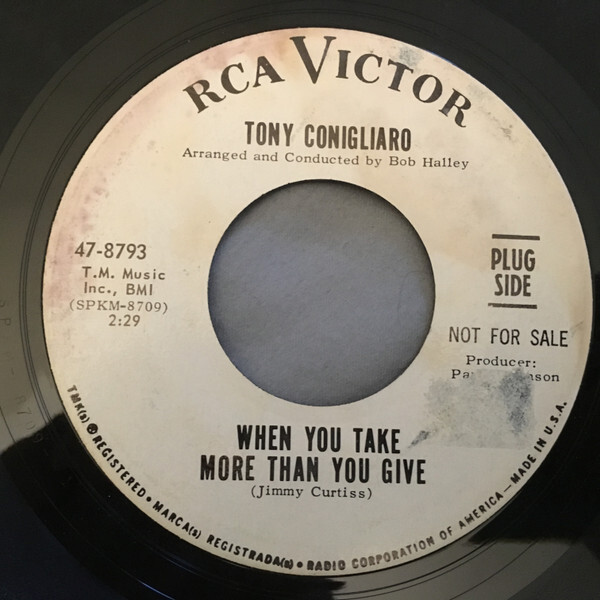 RCA VICTOR
TONY CONIGLIARO
Arranged and Conducted by Bob Halley
47-8793
T.M. Music
Inc., BMI
(SPKM-8709)
2:29
PLUG
SIDE
NOT FOR SALE
Producer:
WHEN YOU TAKE
MORE THAN YOU GIVE
(Jimmy Curtiss)
TMK(s) ® REGISTERED • MARCA(s) REGISTRADA(s) • RADIO CORPORATION OF AMERICA — MADE IN U.S.A.